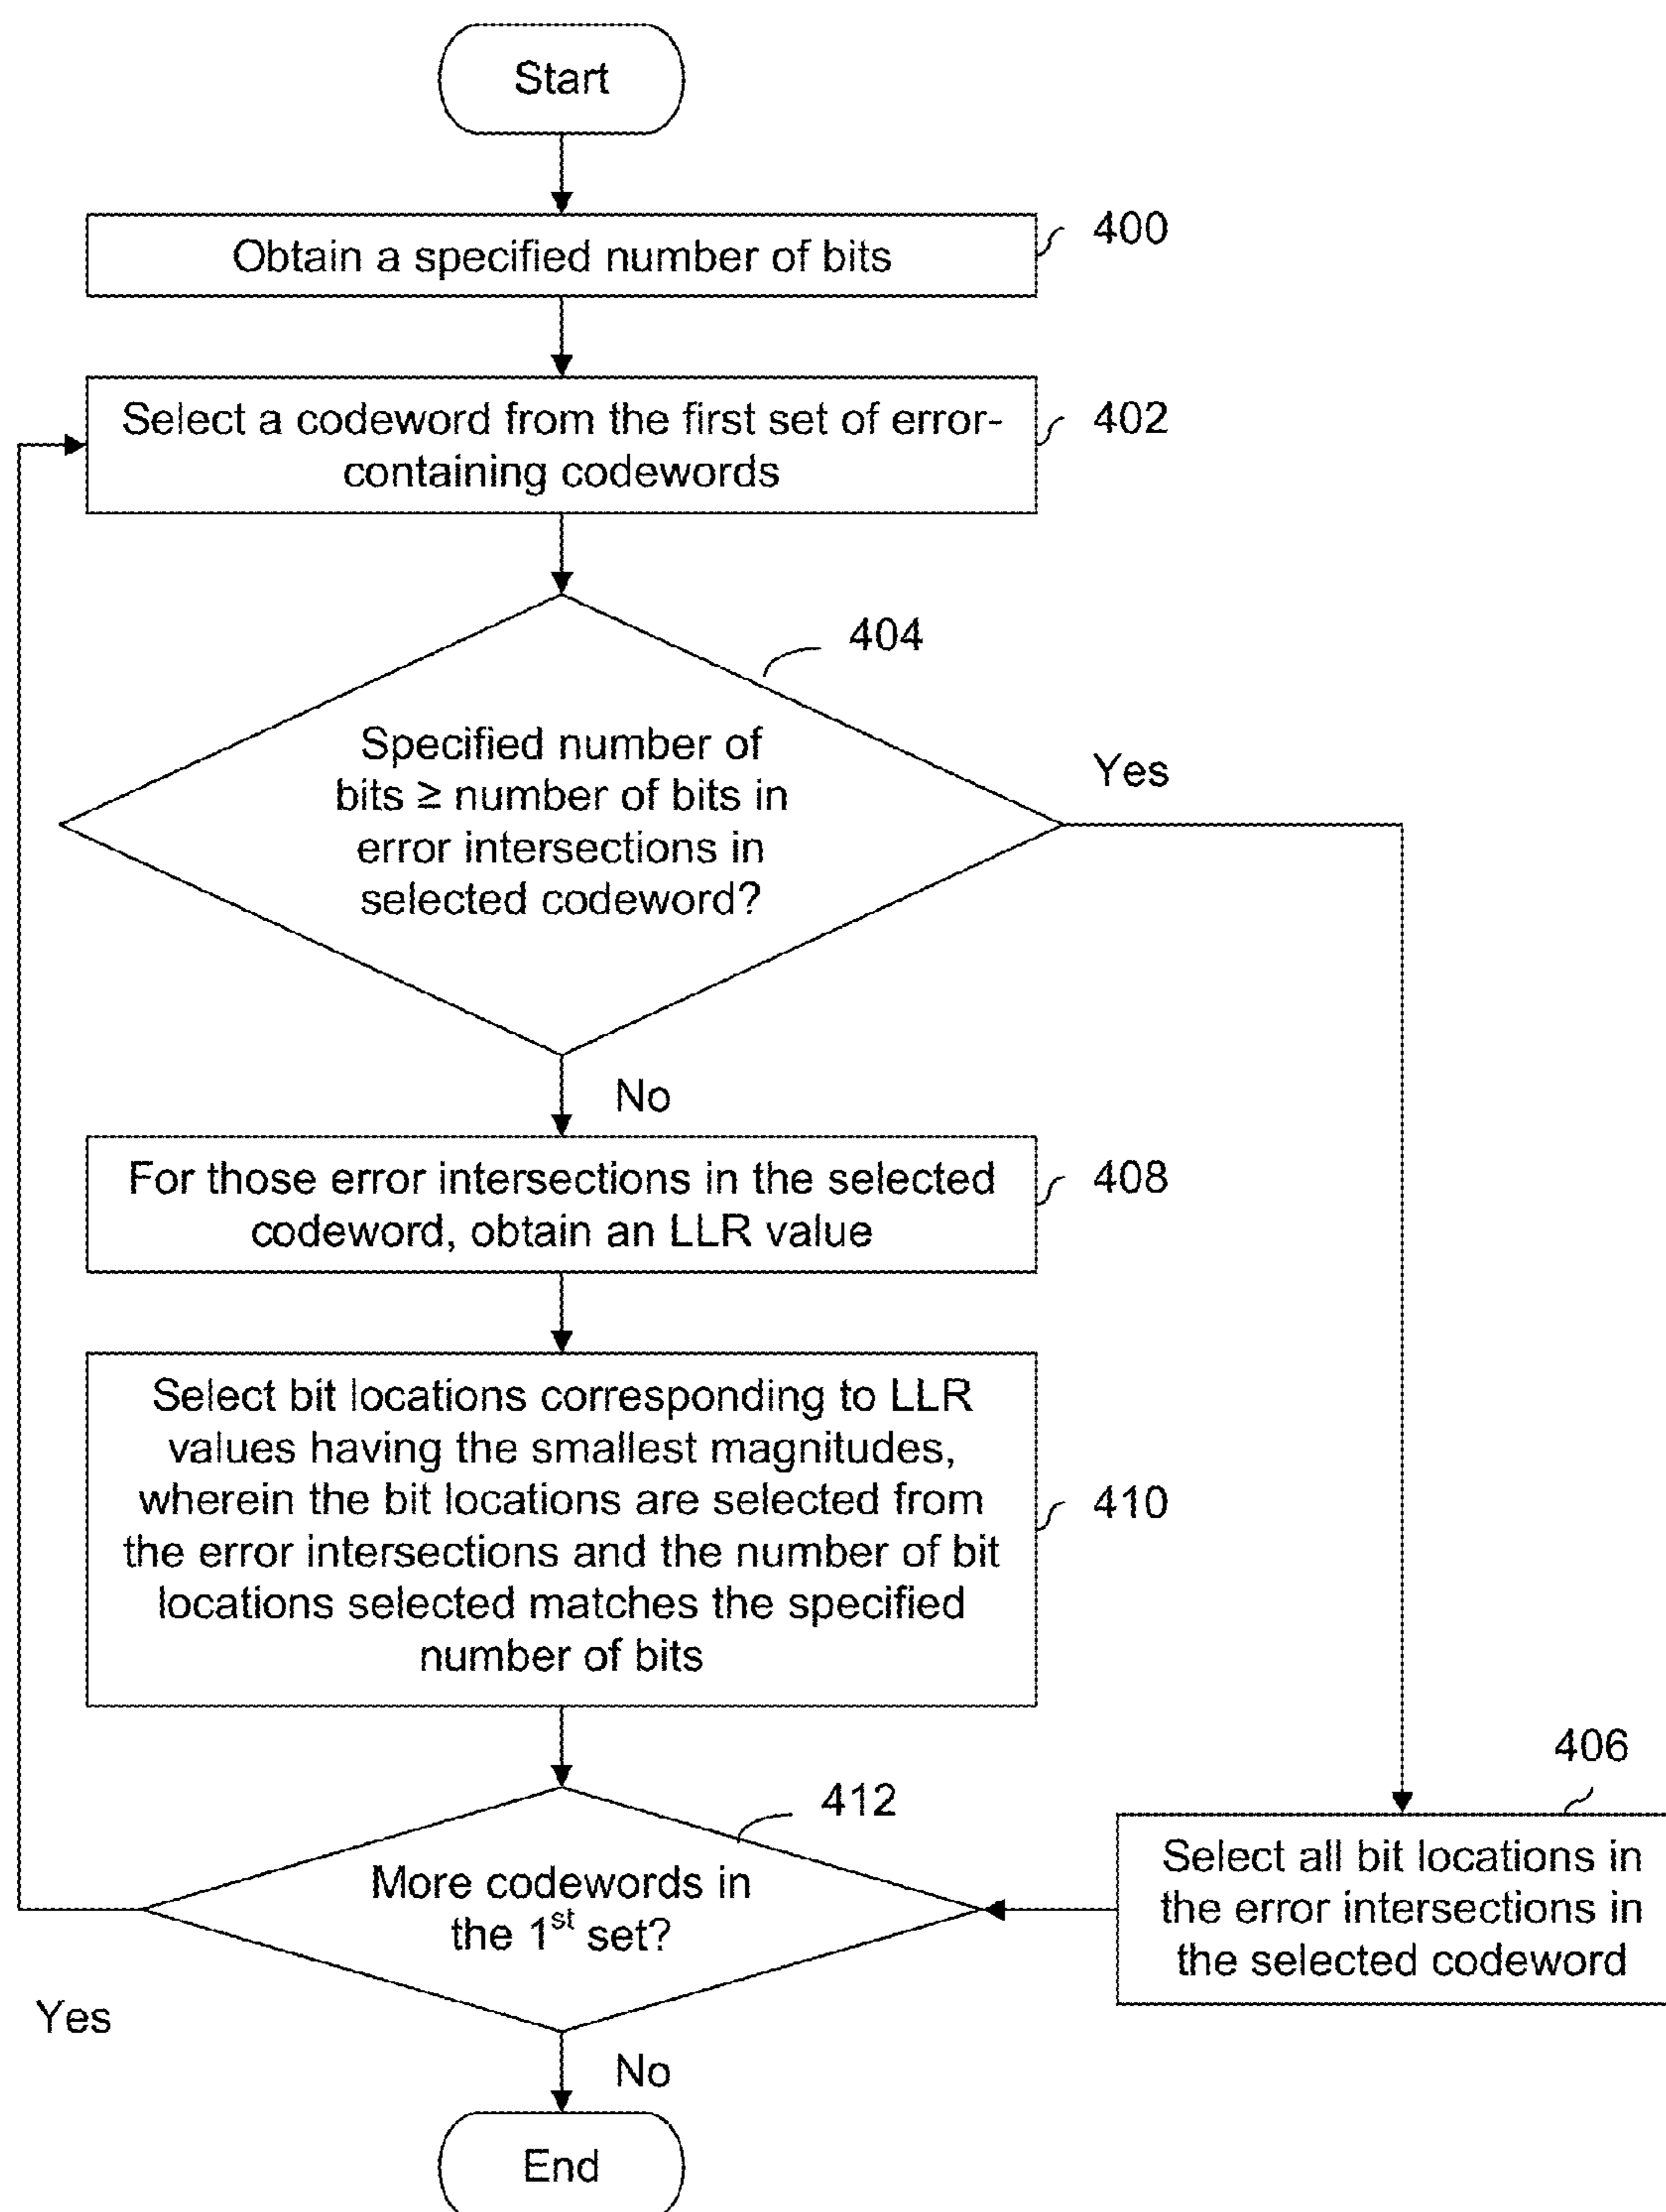 Start
Obtain a specified number of bits
400
Select a codeword from the first set of error-
containing codewords
402
404
Specified number of
bits ≥ number of bits in
error intersections in
selected codeword?
Yes
No
For those error intersections in the selected
codeword, obtain an LLR value
408
Select bit locations corresponding to LLR
values having the smallest magnitudes,
wherein the bit locations are selected from
the error intersections and the number of bit
locations selected matches the specified
number of bits
410
406
Select all bit locations in
the error intersections in
the selected codeword
412
More codewords in
the 1st set?
Yes
No
End